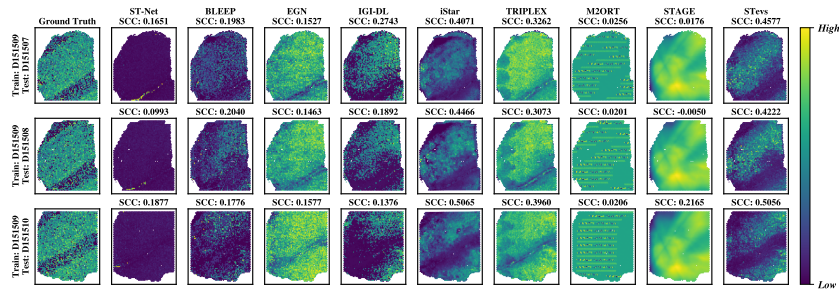 Ground Truth
ST-Net
SCC: 0.1651
BLEEP
SCC: 0.1983
EGN
SCC: 0.1527
IGI-DL
SCC: 0.2743
iStar
SCC: 0.4071
TRIPLEX
SCC: 0.3262
M2ORT
SCC: 0.0256
STAGE
SCC: 0.0176
STevs
SCC: 0.4577
High
Train: D151509
Test: D151507
SCC: 0.0993
SCC: 0.2040
SCC: 0.1463
SCC: 0.1892
SCC: 0.4466
SCC: 0.3073
SCC: 0.0201
SCC: -0.0050
SCC: 0.4222
Train: D151509
Test: D151508
SCC: 0.1877
SCC: 0.1776
SCC: 0.1577
SCC: 0.1376
SCC: 0.5065
SCC: 0.3960
SCC: 0.0206
SCC: 0.2165
SCC: 0.5056
Train: D151509
Test: D151510
Low